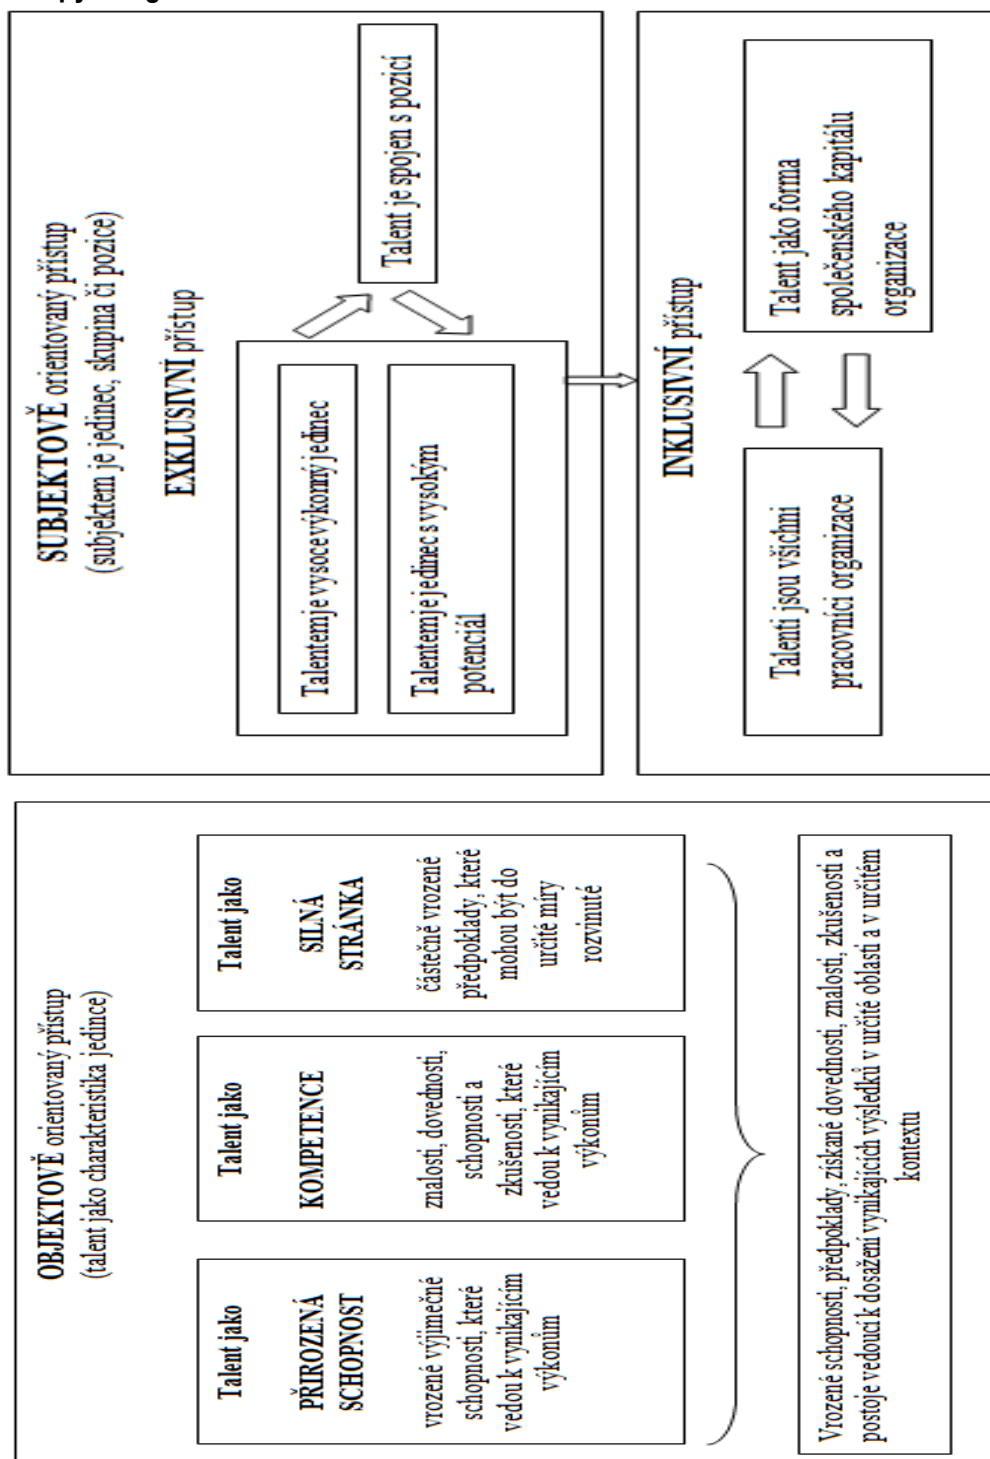 OBJEKTOVĚ orientovaný přístup
(talent jako charakteristika jedince)
Talent jako
PŘIROZENÁ
SCHOPNOST
vrozené výjimečné
schopnosti, které
vedou k vynikajícím
výkonům
Talent jako
KOMPETENCE
znalosti, dovednosti,
schopnosti a
zkušenosti, které
vedou k vynikajícím
výkonům
Talent jako
SILNÁ
STRÁNKA
částečně vrozené
předpoklady, které
mohou být do
určité míry
rozvinuté
Vrozené schopnosti, předpoklady, získané dovednosti, znalosti, zkušenosti a
postoje vedoucí k dosažení vynikajících výsledků v určité oblasti a v určitém
kontextu
SUBJEKTOVĚ orientovaný přístup
(subjektem je jedinec, skupina či pozice)
EXKLUSIVNÍ přístup
Talentem je vysoce výkonný jedinec
Talentem je jedinec s vysokým
potenciál
Talent je spojen s pozicí
INKLUSIVNÍ přístup
Talenti jsou všichni
pracovníci organizace
Talent jako forma
společenského kapitálu
organizace